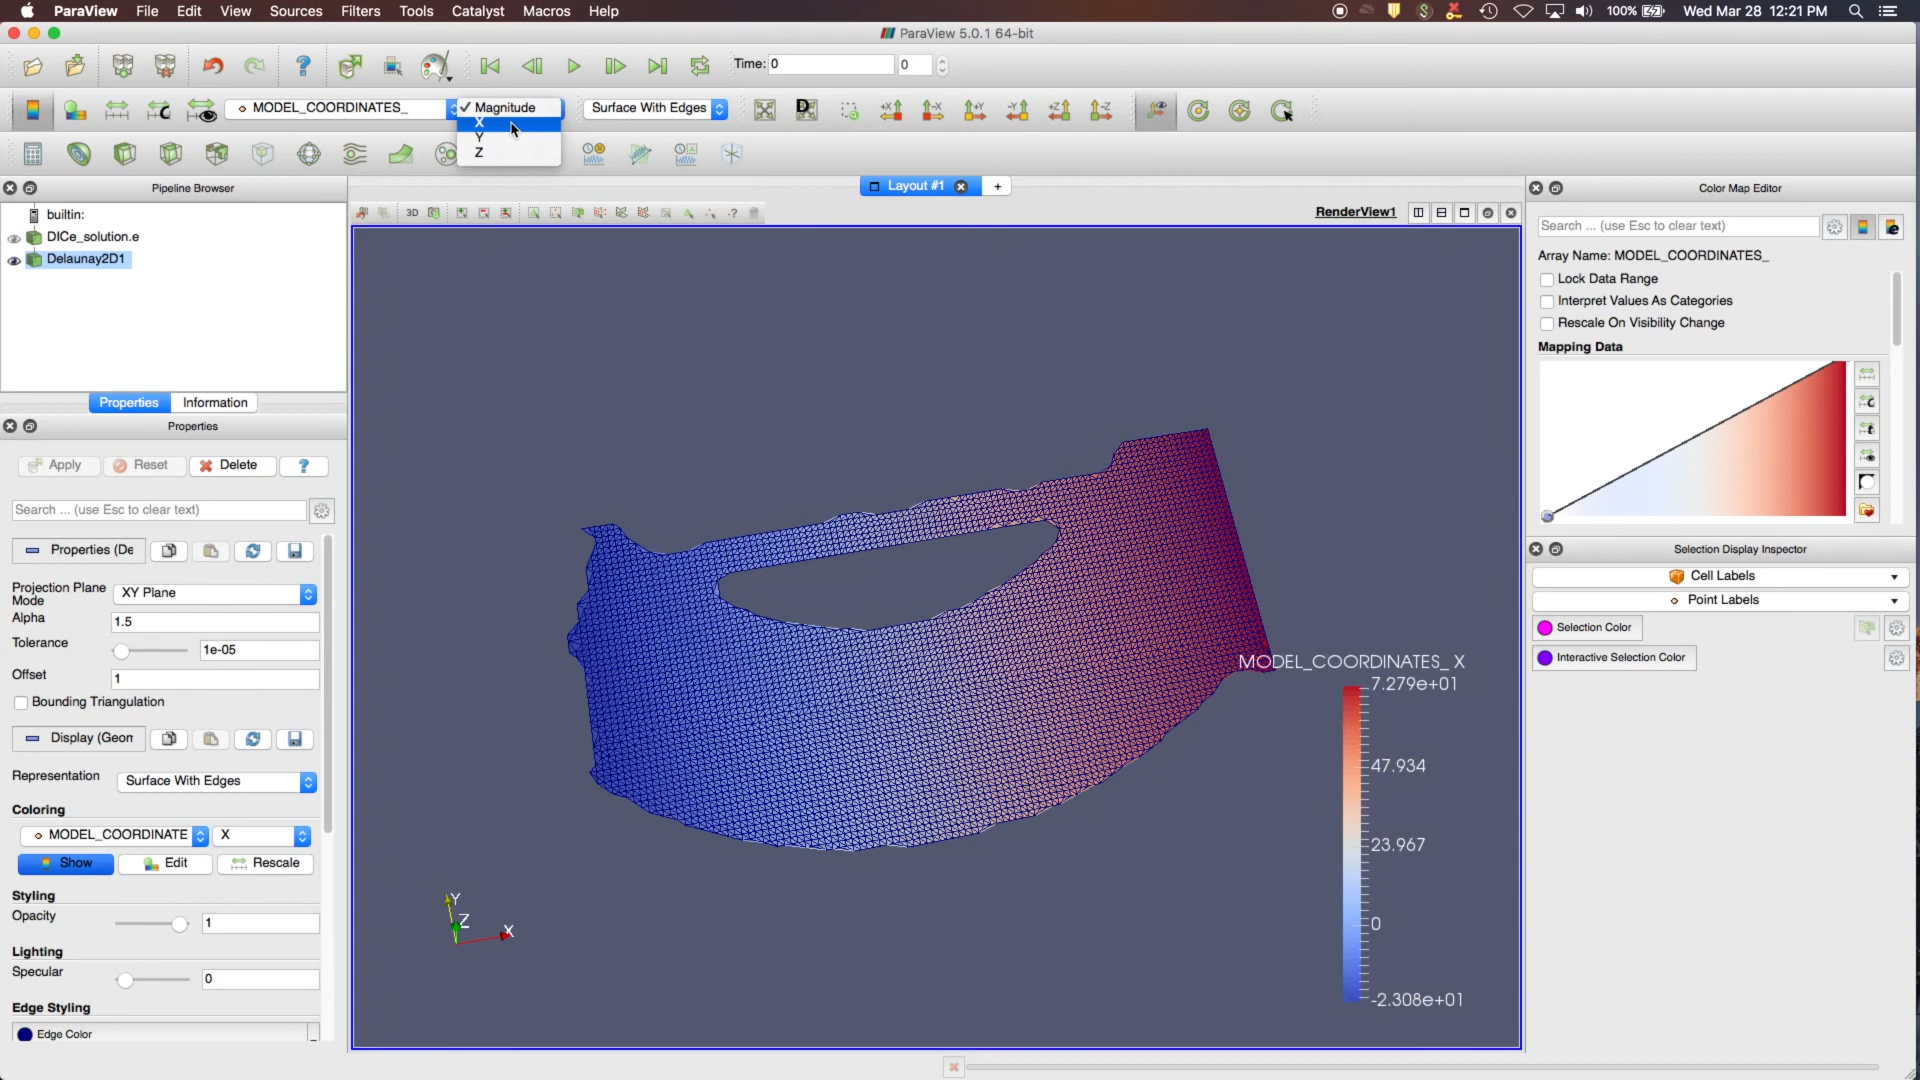 ParaView File Edit View Sources Filters Tools Catalyst Macros Help 100% Wed Mar 28 12:21 PM
ParaView 5.0.1 64-bit
Time: 0 0
MODEL_COORDINATES_ ✓ Magnitude Surface With Edges
X
Y
Z
Pipeline Browser Layout #1 + Color Map Editor
3D RenderView1
builtin:
DICe_solution.e
Delaunay2D1
Search ... (use Esc to clear text)
Array Name: MODEL_COORDINATES_
Lock Data Range
Interpret Values As Categories
Rescale On Visibility Change
Mapping Data
Properties Information
Properties
Apply Reset Delete ?
Search ... (use Esc to clear text)
Properties (De
Projection Plane Mode XY Plane
Alpha 1.5
Tolerance 1e-05
Offset 1
Bounding Triangulation
Display (Geon
Representation Surface With Edges
Coloring
MODEL_COORDINATE X
Show Edit Rescale
Styling
Opacity 1
Lighting
Specular 0
Edge Styling
Edge Color
MODEL_COORDINATES_ X
7.279e+01
47.934
23.967
0
-2.308e+01
Y
Z
X
Selection Display Inspector
Cell Labels
Point Labels
Selection Color
Interactive Selection Color